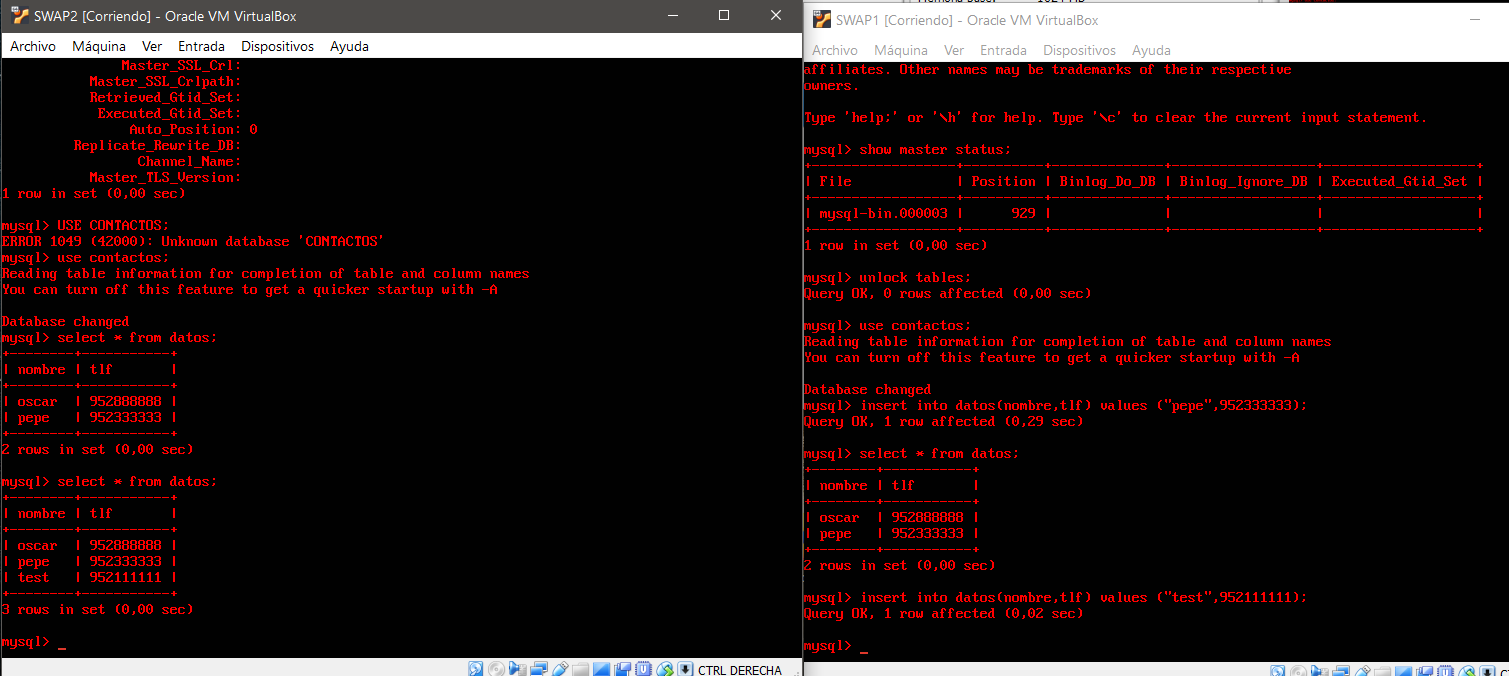 SWAP2 [Corriendo] - Oracle VM VirtualBox
Archivo Máquina Ver Entrada Dispositivos Ayuda
Master_SSL_Crl:
Master_SSL_Crlpath:
Retrieved_Gtid_Set:
Executed_Gtid_Set:
Auto_Position: 0
Replicate_Rewrite_DB:
Channel_Name:
Master_TLS_Version:
1 row in set (0,00 sec)
mysql> USE CONTACTOS;
ERROR 1049 (42000): Unknown database 'CONTACTOS'
mysql> use contactos;
Reading table information for completion of table and column names
You can turn off this feature to get a quicker startup with -A
Database changed
mysql> select * from datos;
| nombre | tlf |
| oscar | 952888888 |
| pepe | 952333333 |
2 rows in set (0,00 sec)
mysql> select * from datos;
| nombre | tlf |
| oscar | 952888888 |
| pepe | 952333333 |
| test | 952111111 |
3 rows in set (0,00 sec)
mysql> _
CTRL DERECHA
SWAP1 [Corriendo] - Oracle VM VirtualBox
Archivo Máquina Ver Entrada Dispositivos Ayuda
affiliates. Other names may be trademarks of their respective
owners.
Type 'help;' or '\h' for help. Type '\c' to clear the current input statement.
mysql> show master status;
| File | Position | Binlog_Do_DB | Binlog_Ignore_DB | Executed_Gtid_Set |
| mysql-bin.000003 | 929 | | | |
1 row in set (0,00 sec)
mysql> unlock tables;
Query OK, 0 rows affected (0,00 sec)
mysql> use contactos;
Reading table information for completion of table and column names
You can turn off this feature to get a quicker startup with -A
Database changed
mysql> insert into datos(nombre,tlf) values ("pepe",952333333);
Query OK, 1 row affected (0,29 sec)
mysql> select * from datos;
| nombre | tlf |
| oscar | 952888888 |
| pepe | 952333333 |
2 rows in set (0,00 sec)
mysql> insert into datos(nombre,tlf) values ("test",952111111);
Query OK, 1 row affected (0,02 sec)
mysql> _